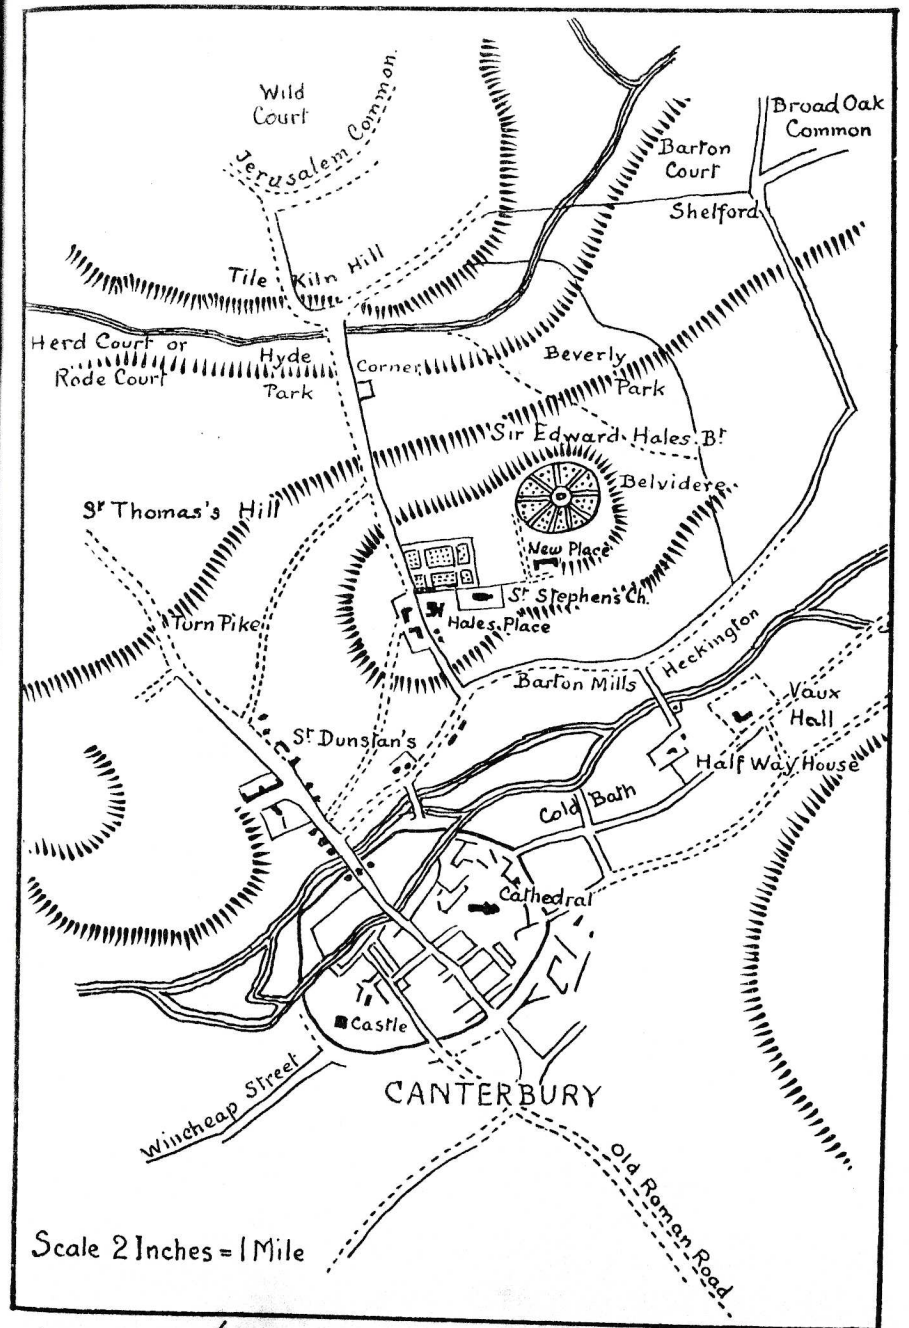 Wild
Court
Jerusalem Common.
Broad Oak
Common
Barton
Court
Shelford
Tile Kiln Hill
Herd Court or
Rode Court
Hyde
Park
Corner
Beverly
Park
Sir Edward Hales. Bt
Belvidere
St Thomas's Hill
New Place
St Stephen's Ch.
Hales Place
Turn Pike
Heckington
Barton Mills
Vaux
Hall
St Dunstan's
Half Way House
Cold Bath
Cathedral
Castle
Wincheap Street
CANTERBURY
Old Roman Road
Scale 2 Inches = 1 Mile